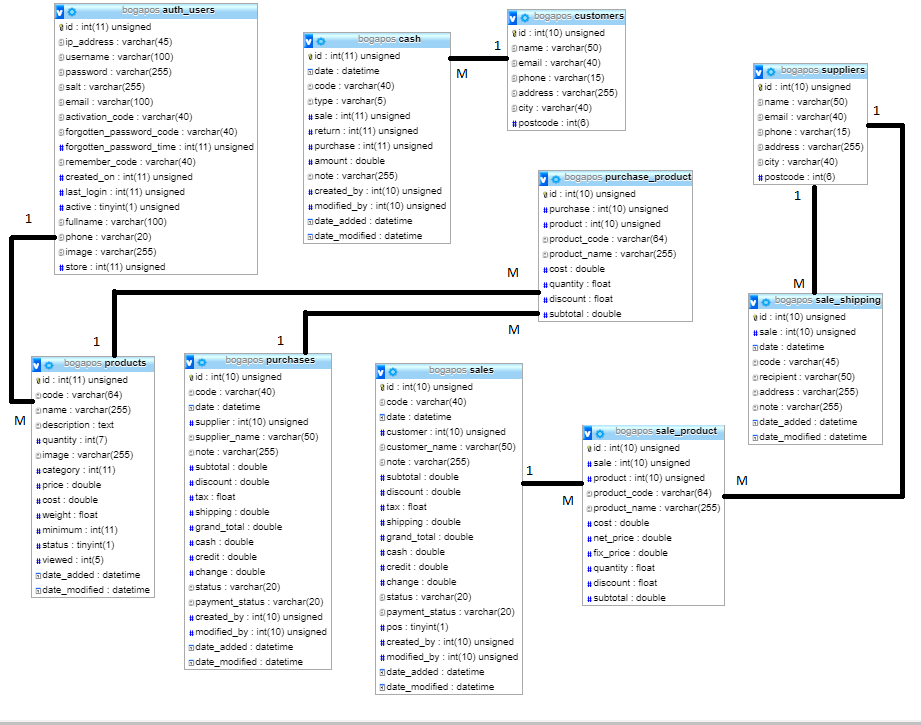 bogapos auth_users
id : int(11) unsigned
ip_address : varchar(45)
username : varchar(100)
password : varchar(255)
salt : varchar(255)
email : varchar(100)
activation_code : varchar(40)
forgotten_password_code : varchar(40)
forgotten_password_time : int(11) unsigned
remember_code : varchar(40)
created_on : int(11) unsigned
last_login : int(11) unsigned
active : tinyint(1) unsigned
fullname : varchar(100)
phone : varchar(20)
image : varchar(255)
store : int(11) unsigned
bogapos cash
id : int(11) unsigned
date : datetime
code : varchar(40)
type : varchar(5)
sale : int(11) unsigned
return : int(11) unsigned
purchase : int(11) unsigned
amount : double
note : varchar(255)
created_by : int(10) unsigned
modified_by : int(10) unsigned
date_added : datetime
date_modified : datetime
1
M
bogapos customers
id : int(10) unsigned
name : varchar(50)
email : varchar(40)
phone : varchar(15)
address : varchar(255)
city : varchar(40)
postcode : int(6)
bogapos suppliers
id : int(10) unsigned
name : varchar(50)
email : varchar(40)
phone : varchar(15)
address : varchar(255)
city : varchar(40)
postcode : int(6)
1
1
M
bogapos purchase_product
id : int(10) unsigned
purchase : int(10) unsigned
product : int(10) unsigned
product_code : varchar(64)
product_name : varchar(255)
cost : double
quantity : float
discount : float
subtotal : double
M
M
1
1
1
M
bogapos sale_shipping
id : int(10) unsigned
sale : int(10) unsigned
date : datetime
code : varchar(45)
recipient : varchar(50)
address : varchar(255)
note : varchar(255)
date_added : datetime
date_modified : datetime
bogapos products
id : int(11) unsigned
code : varchar(64)
name : varchar(255)
description : text
quantity : int(7)
image : varchar(255)
category : int(11)
price : double
cost : double
weight : float
minimum : int(11)
status : tinyint(1)
viewed : int(5)
date_added : datetime
date_modified : datetime
bogapos purchases
id : int(10) unsigned
code : varchar(40)
date : datetime
supplier : int(10) unsigned
supplier_name : varchar(50)
note : varchar(255)
subtotal : double
discount : double
tax : float
shipping : double
grand_total : double
cash : double
credit : double
change : double
status : varchar(20)
payment_status : varchar(20)
created_by : int(10) unsigned
modified_by : int(10) unsigned
date_added : datetime
date_modified : datetime
bogapos sales
id : int(10) unsigned
code : varchar(40)
date : datetime
customer : int(10) unsigned
customer_name : varchar(50)
note : varchar(255)
subtotal : double
discount : double
tax : float
shipping : double
grand_total : double
cash : double
credit : double
change : double
status : varchar(20)
payment_status : varchar(20)
pos : tinyint(1)
created_by : int(10) unsigned
modified_by : int(10) unsigned
date_added : datetime
date_modified : datetime
1
M
bogapos sale_product
id : int(10) unsigned
sale : int(10) unsigned
product : int(10) unsigned
product_code : varchar(64)
product_name : varchar(255)
cost : double
net_price : double
fix_price : double
quantity : float
discount : float
subtotal : double
M